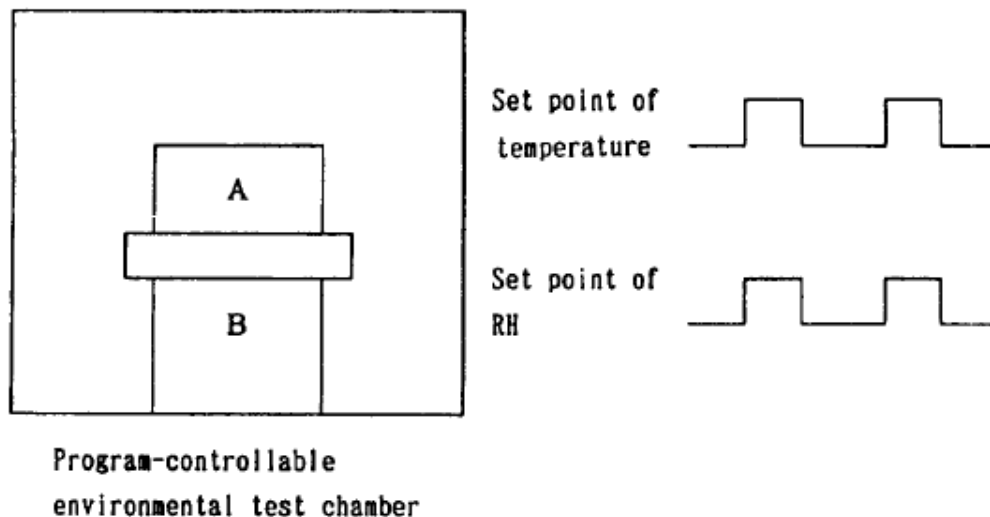 A
B
Set point of
temperature
Set point of
RH
Program-controllable
environmental test chamber